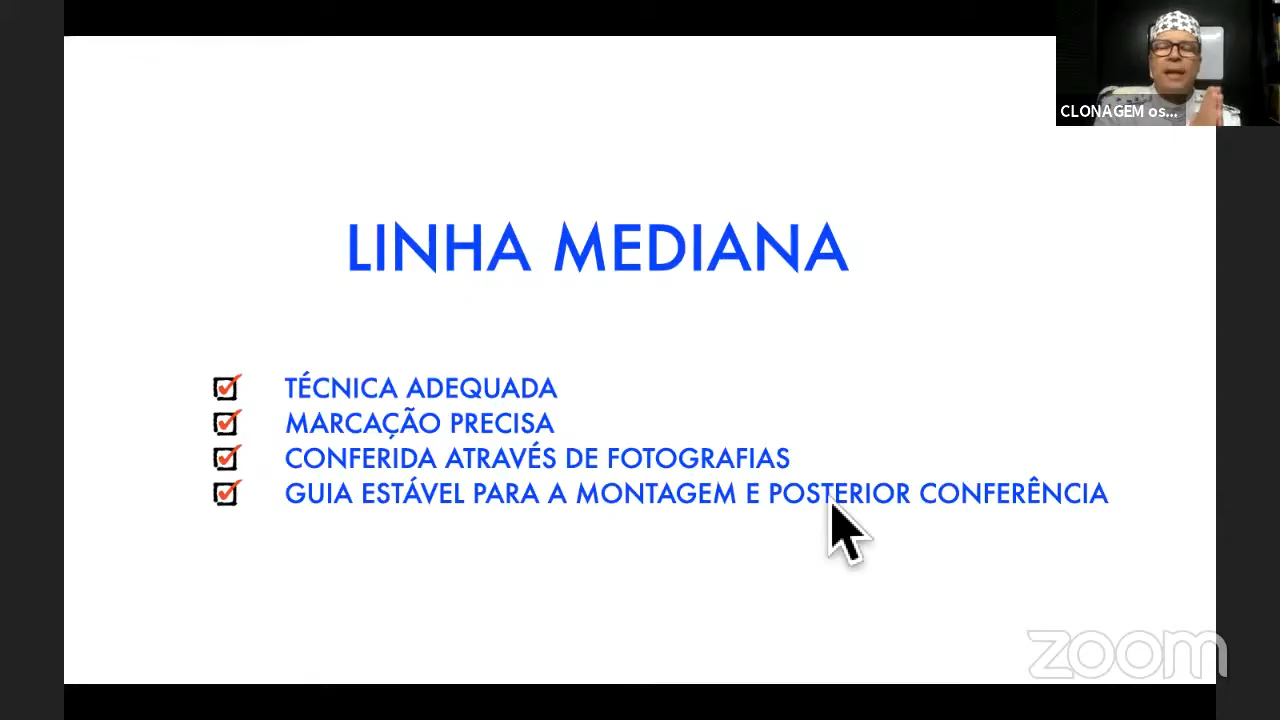 CLONAGEM os...
LINHA MEDIANA
TÉCNICA ADEQUADA
MARCAÇÃO PRECISA
CONFERIDA ATRAVÉS DE FOTOGRAFIAS
GUIA ESTÁVEL PARA A MONTAGEM E POSTERIOR CONFERÊNCIA
zoom